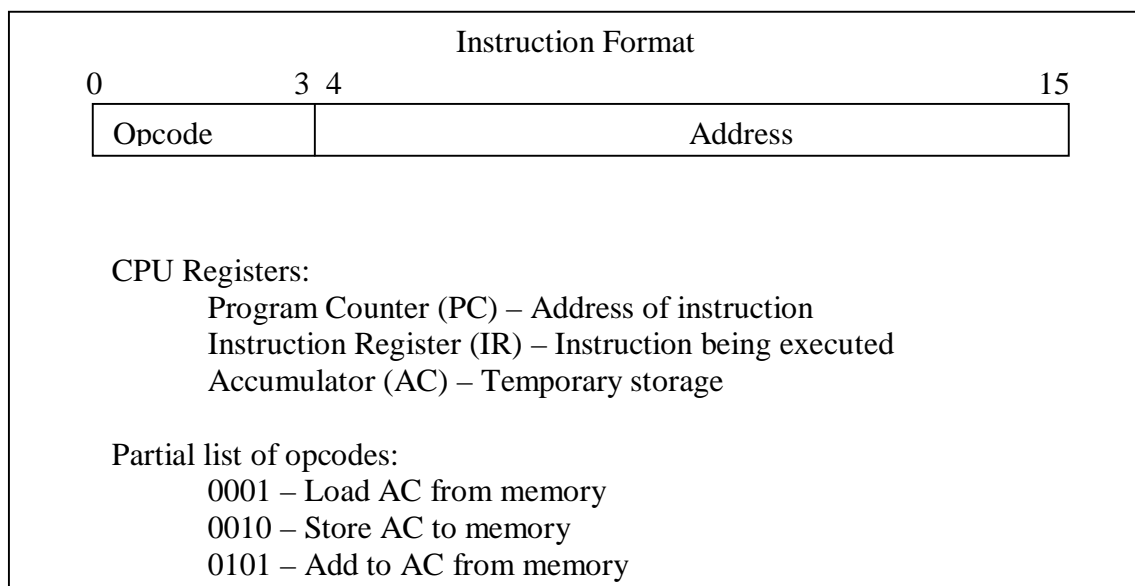 Instruction Format
0 3 4 15
Opcode Address
CPU Registers:
Program Counter (PC) – Address of instruction
Instruction Register (IR) – Instruction being executed
Accumulator (AC) – Temporary storage
Partial list of opcodes:
0001 – Load AC from memory
0010 – Store AC to memory
0101 – Add to AC from memory